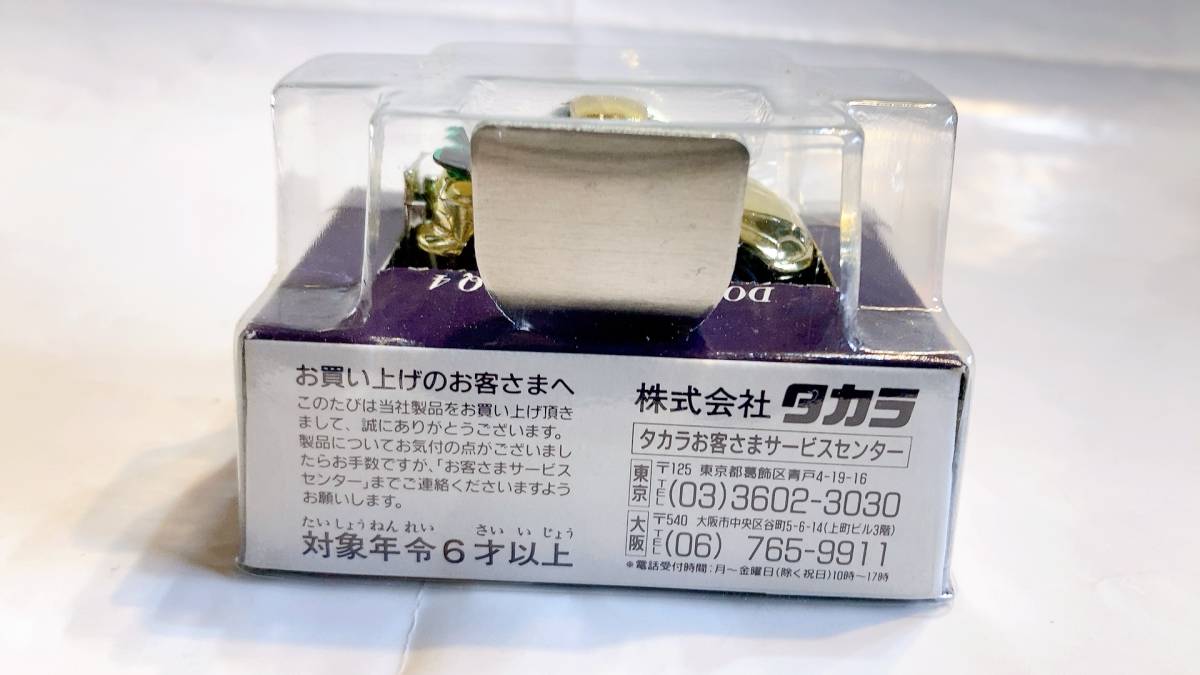 DO
Q 4
お買い上げのお客さまへ
このたびは当社製品をお買い上げ頂き
まして、誠にありがとうございます。
製品についてお気付の点がございまし
たらお手数ですが、「お客さまサービス
センター」までご連絡くださいますよう
お願いします。
たいしょうねんれい さいいじょう
対象年令6才以上
株式会社 タカラ
タカラお客さまサービスセンター
東京 〒125 東京都葛飾区青戸4-19-16
TEL(03)3602-3030
大阪 〒540 大阪市中央区谷町5-6-14(上町ビル3階)
TEL(06) 765-9911
＊電話受付時間：月〜金曜日(除く祝日)10時〜17時